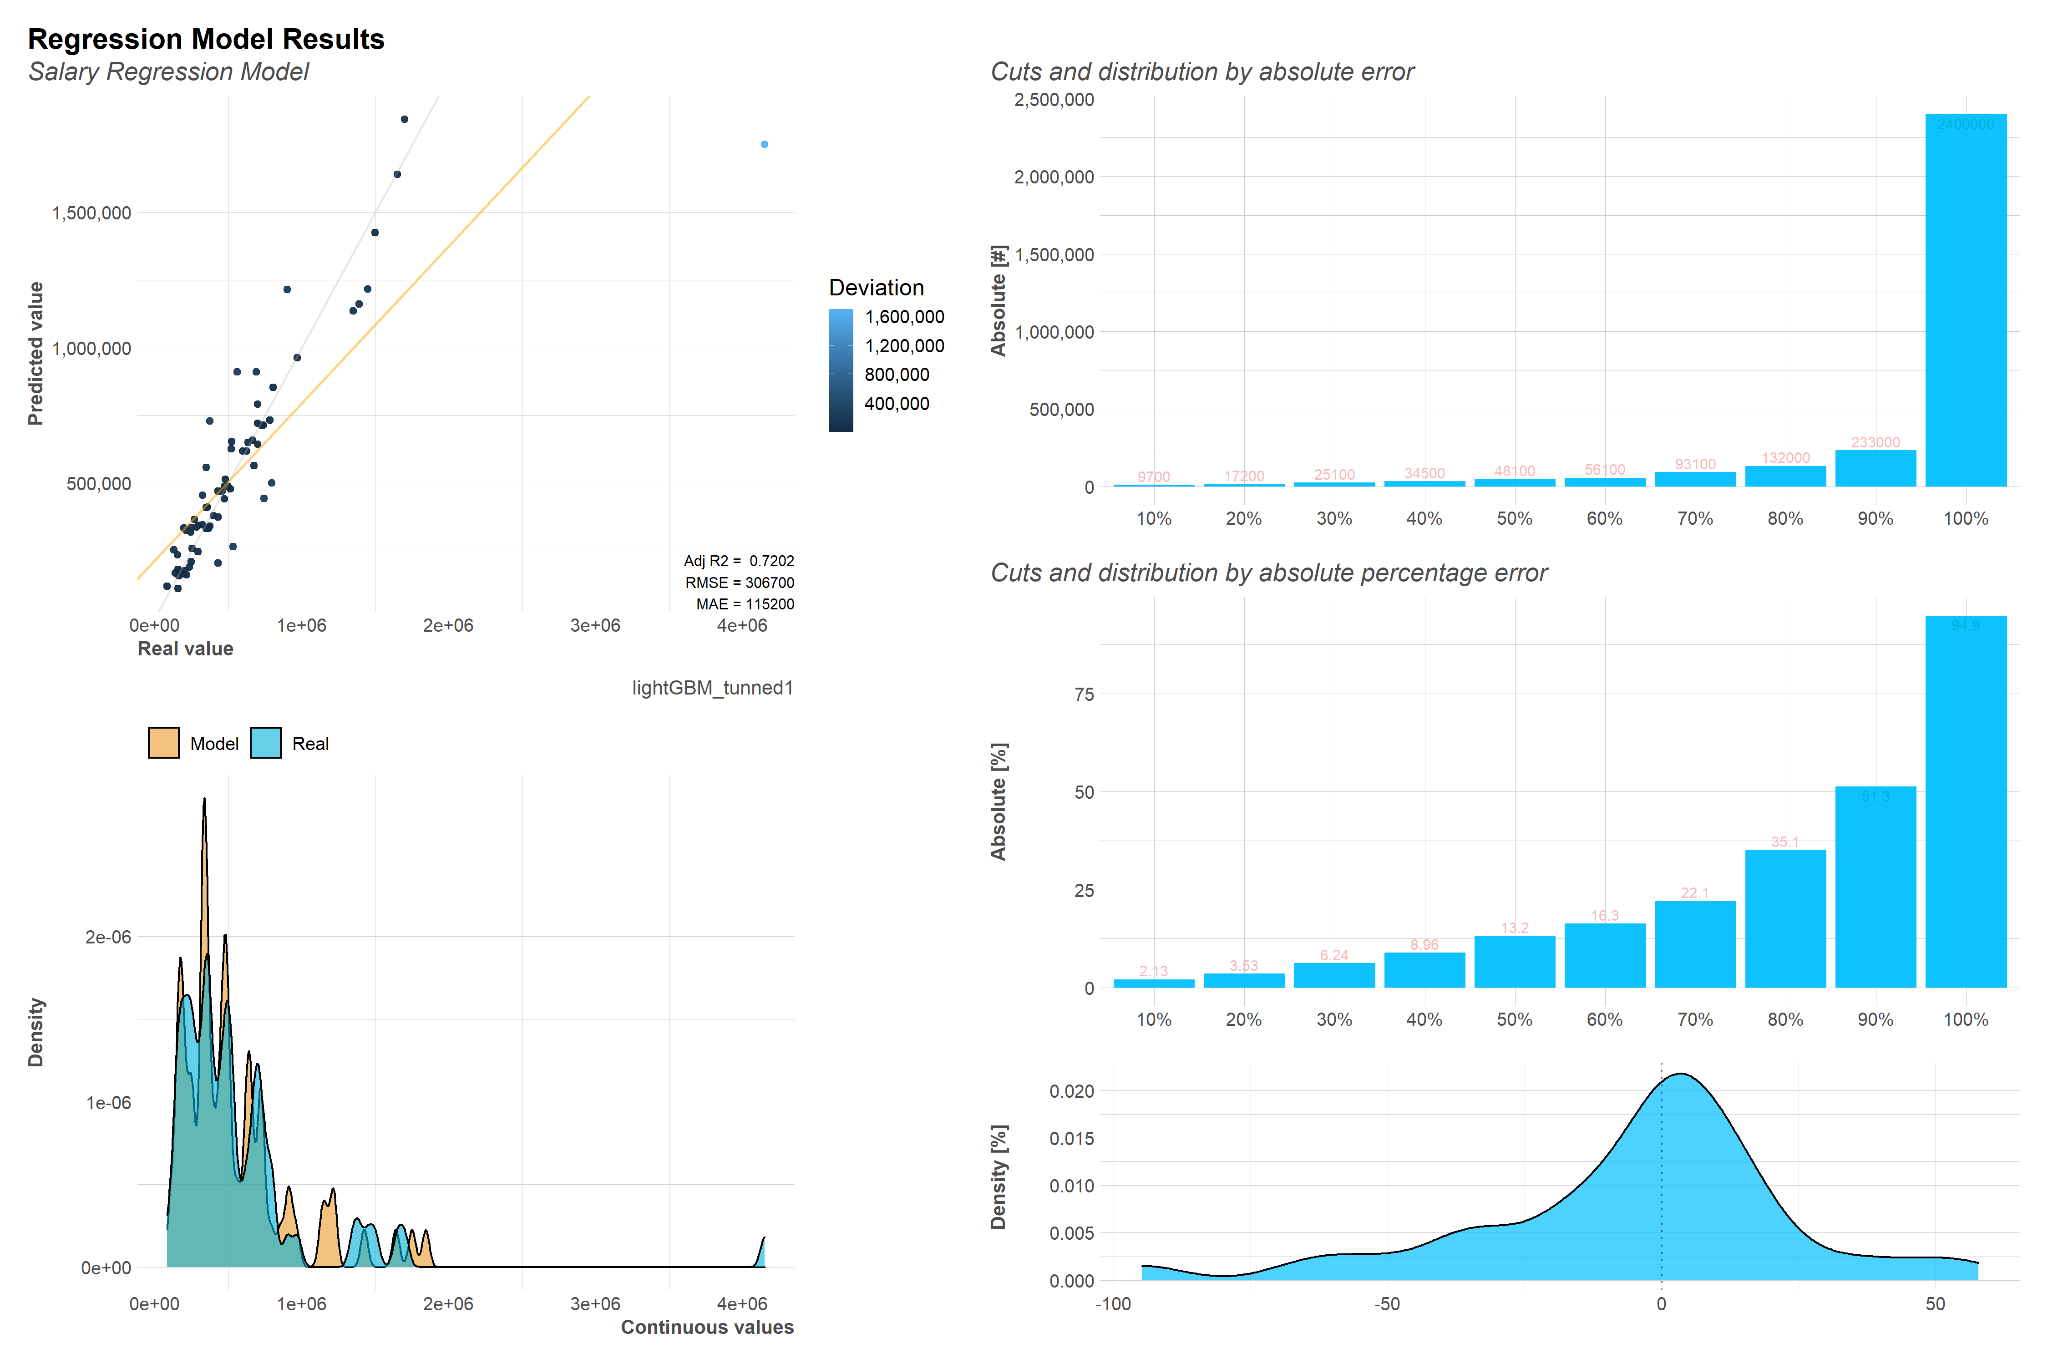 Regression Model Results
Salary Regression Model
Predicted value
1,500,000
1,000,000
500,000
Adj R2 = 0.7202
RMSE = 306700
MAE = 115200
0e+00 1e+06 2e+06 3e+06 4e+06
Real value
lightGBM_tunned1
Deviation
1,600,000
1,200,000
800,000
400,000
Model Real
Density
2e-06
1e-06
0e+00
0e+00 1e+06 2e+06 3e+06 4e+06
Continuous values
Cuts and distribution by absolute error
Absolute [#]
2,500,000
2,000,000
1,500,000
1,000,000
500,000
0
9700 17200 25100 34500 48100 56100 93100 132000 233000 2400000
10% 20% 30% 40% 50% 60% 70% 80% 90% 100%
Cuts and distribution by absolute percentage error
Absolute [%]
75
50
25
0
2.13 3.53 6.24 8.96 13.2 16.3 22.1 35.1 51.3 94.9
10% 20% 30% 40% 50% 60% 70% 80% 90% 100%
Density [%]
0.020
0.015
0.010
0.005
0.000
-100 -50 0 50